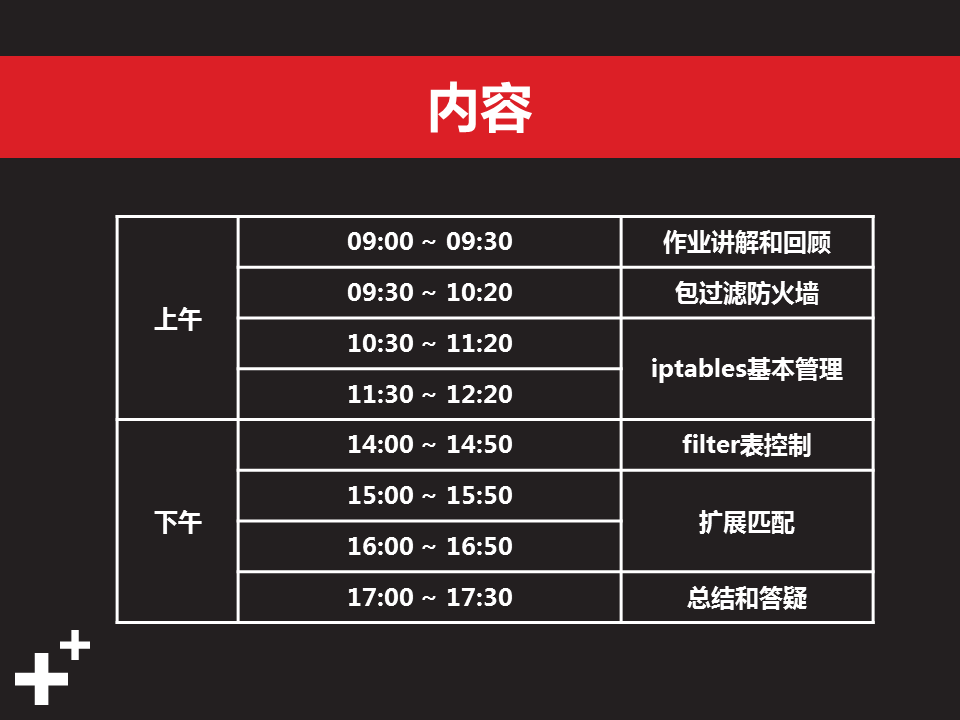 内容
上午
09:00 ~ 09:30 作业讲解和回顾
09:30 ~ 10:20 包过滤防火墙
10:30 ~ 11:20 iptables基本管理
11:30 ~ 12:20
下午
14:00 ~ 14:50 filter表控制
15:00 ~ 15:50 扩展匹配
16:00 ~ 16:50
17:00 ~ 17:30 总结和答疑